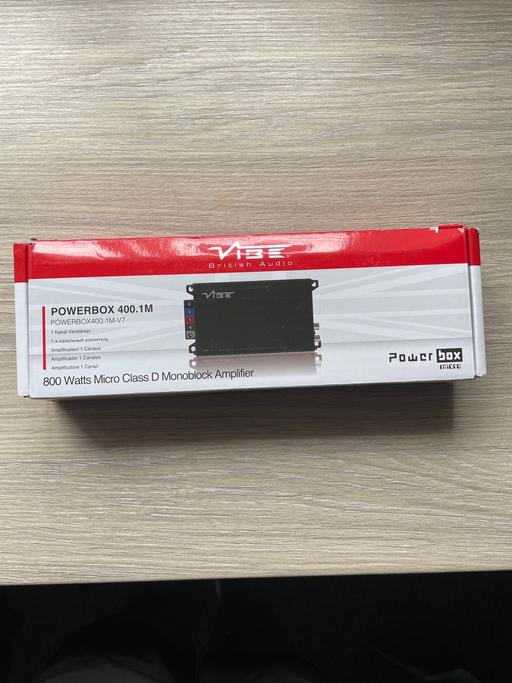 VIBE
British Audio
POWERBOX 400.1M
POWERBOX400.1M-V7
1 Kanal Verstärker
1-х канальный усилитель
Amplificateur 1 Canaux
Amplificador 1 Canales
Amplificatore 1 Canali
800 Watts Micro Class D Monoblock Amplifier
VIBE
Power box
micro